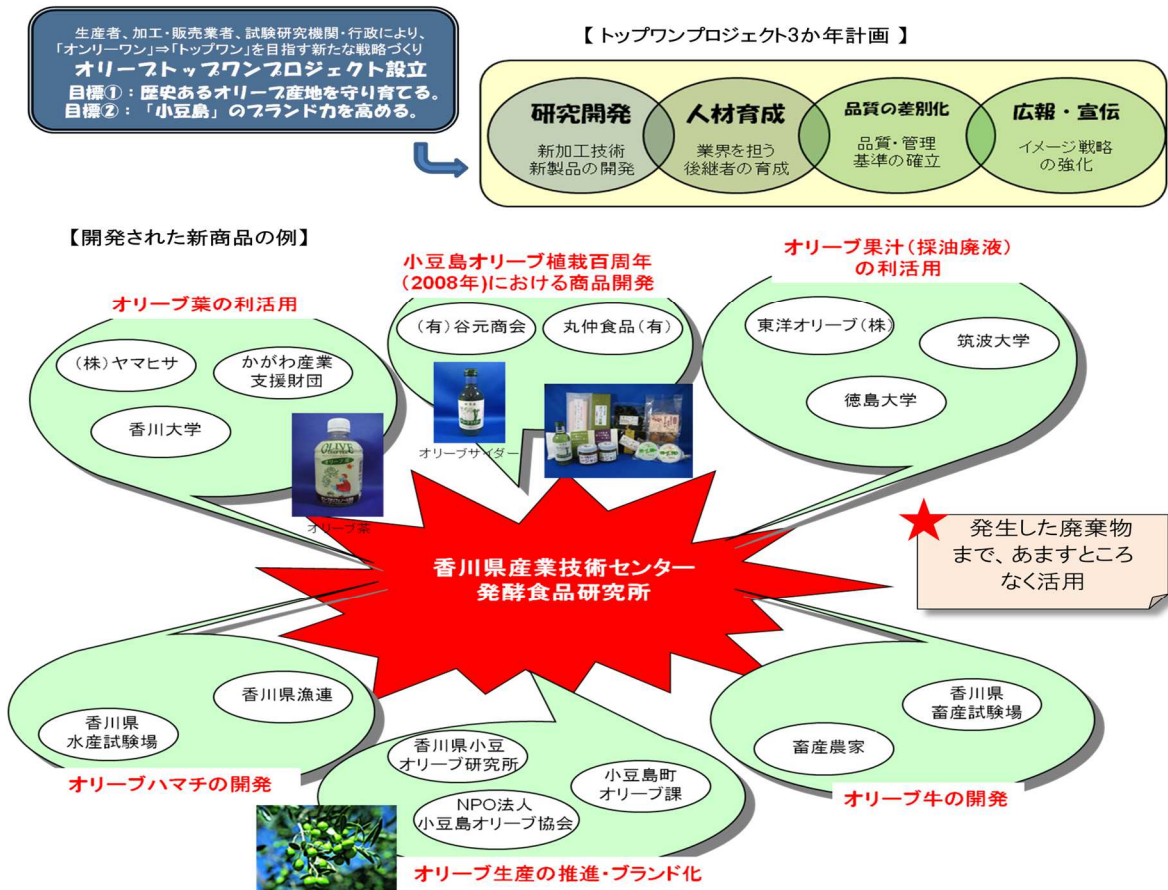 生産者、加工・販売業者、試験研究機関・行政により、
「オンリーワン」⇒「トップワン」を目指す新たな戦略づくり
オリーブトップワンプロジェクト設立
目標①：歴史あるオリーブ産地を守り育てる。
目標②：「小豆島」のブランド力を高める。
【トップワンプロジェクト3か年計画】
研究開発
新加工技術
新製品の開発
人材育成
業界を担う
後継者の育成
品質の差別化
品質・管理
基準の確立
広報・宣伝
イメージ戦略
の強化
【開発された新商品の例】
オリーブ葉の利活用
(株)ヤマヒサ
かがわ産業
支援財団
香川大学
OLIVE
オリーブ茶
小豆島オリーブ植栽百周年
(2008年)における商品開発
(有)谷元商会
丸仲食品(有)
オリーブサイダー
オリーブ果汁(採油廃液)
の利活用
東洋オリーブ(株)
筑波大学
徳島大学
香川県産業技術センター
発酵食品研究所
発生した廃棄物
まで、あますところ
なく活用
香川県漁連
香川県
水産試験場
オリーブハマチの開発
香川県小豆
オリーブ研究所
小豆島町
オリーブ課
NPO法人
小豆島オリーブ協会
オリーブ生産の推進・ブランド化
香川県
畜産試験場
畜産農家
オリーブ牛の開発